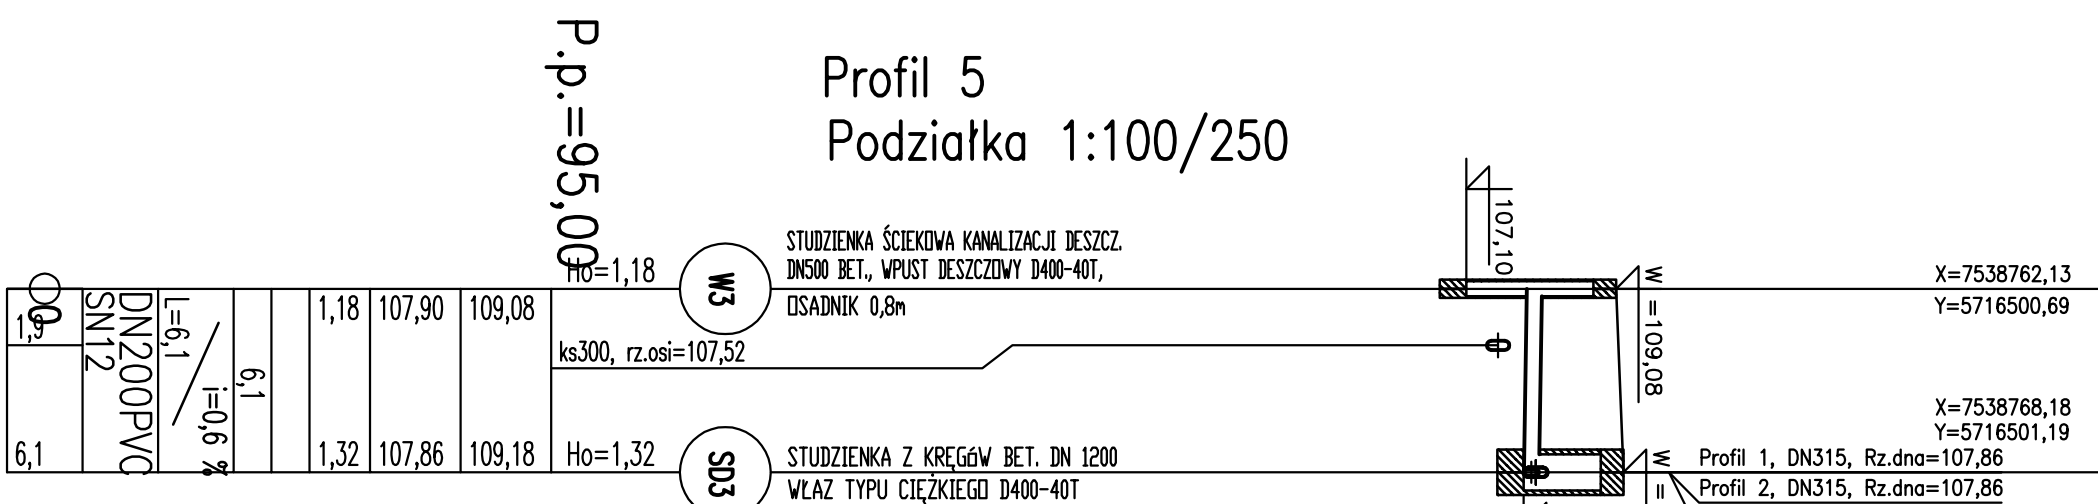 P.p.=95,00
Profil 5
Podziałka 1:100/250
107,10
Ho=1,18
W3
STUDZIENKA ŚCIEKOWA KANALIZACJI DESZCZ.
DN500 BET., WPUST DESZCZOWY D400-40T,
OSADNIK 0,8m
X=7538762,13
Y=5716500,69
W =109,08
0,0
1,9
DN200PVC
SN12
L=6,1
i=0,6 %
6,1
1,18 107,90 109,08
ks300, rz.osi=107,52
X=7538768,18
Y=5716501,19
6,1
1,32 107,86 109,18
Ho=1,32
SD3
STUDZIENKA Z KRĘGÓW BET. DN 1200
WŁAZ TYPU CIĘŻKIEGO D400-40T
W =
Profil 1, DN315, Rz.dna=107,86
Profil 2, DN315, Rz.dna=107,86